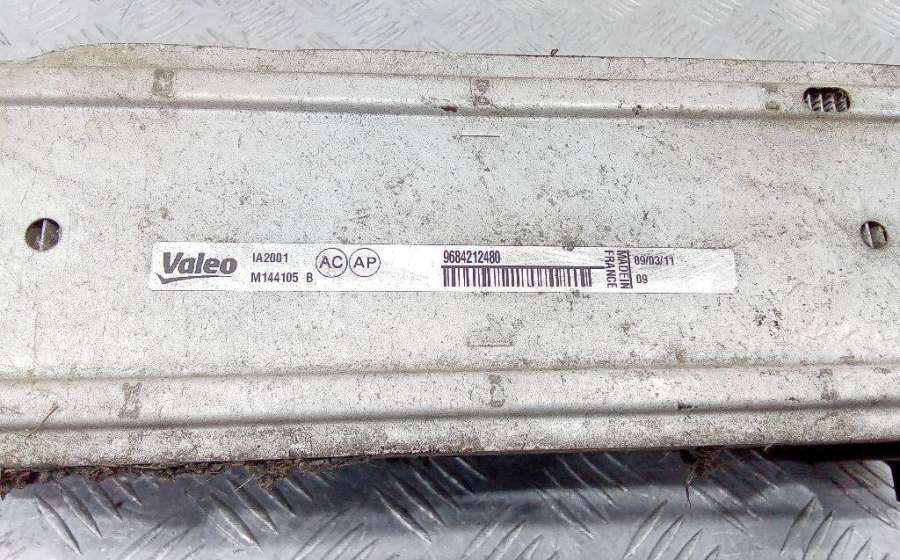 Valeo
IA2001
M144105 B
AC AP
9684212480
MADE IN
FRANCE
09/03/11
09